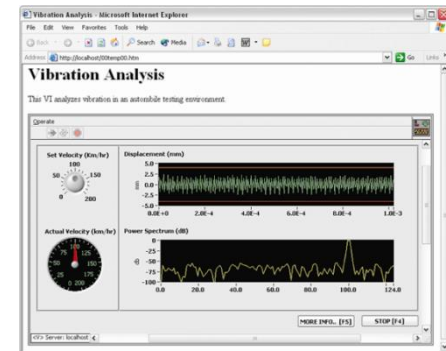 Vibration Analysis - Microsoft Internet Explorer
File Edit View Favorites Tools Help
Back Search Favorites Media
Address http://localhost/00temp00.htm Go Links
Vibration Analysis
This VI analyzes vibration in an automobile testing environment.
Operate
Set Velocity (Km/hr)
100
50 150
0 200
Displacement (mm)
mm
5.0
2.5
0.0
-2.5
-5.0
0.0E+0 2.0E-4 4.0E-4 6.0E-4 8.0E-4 1.0E-3
Actual Velocity (km/hr)
75 100 125
50 150
25 175
0 200
Power Spectrum (dB)
dB
0
-25
-50
-75
-100
0.0 20.0 40.0 60.0 80.0 100.0 124.0
MORE INFO.. [F5] STOP [F4]
Server: localhost